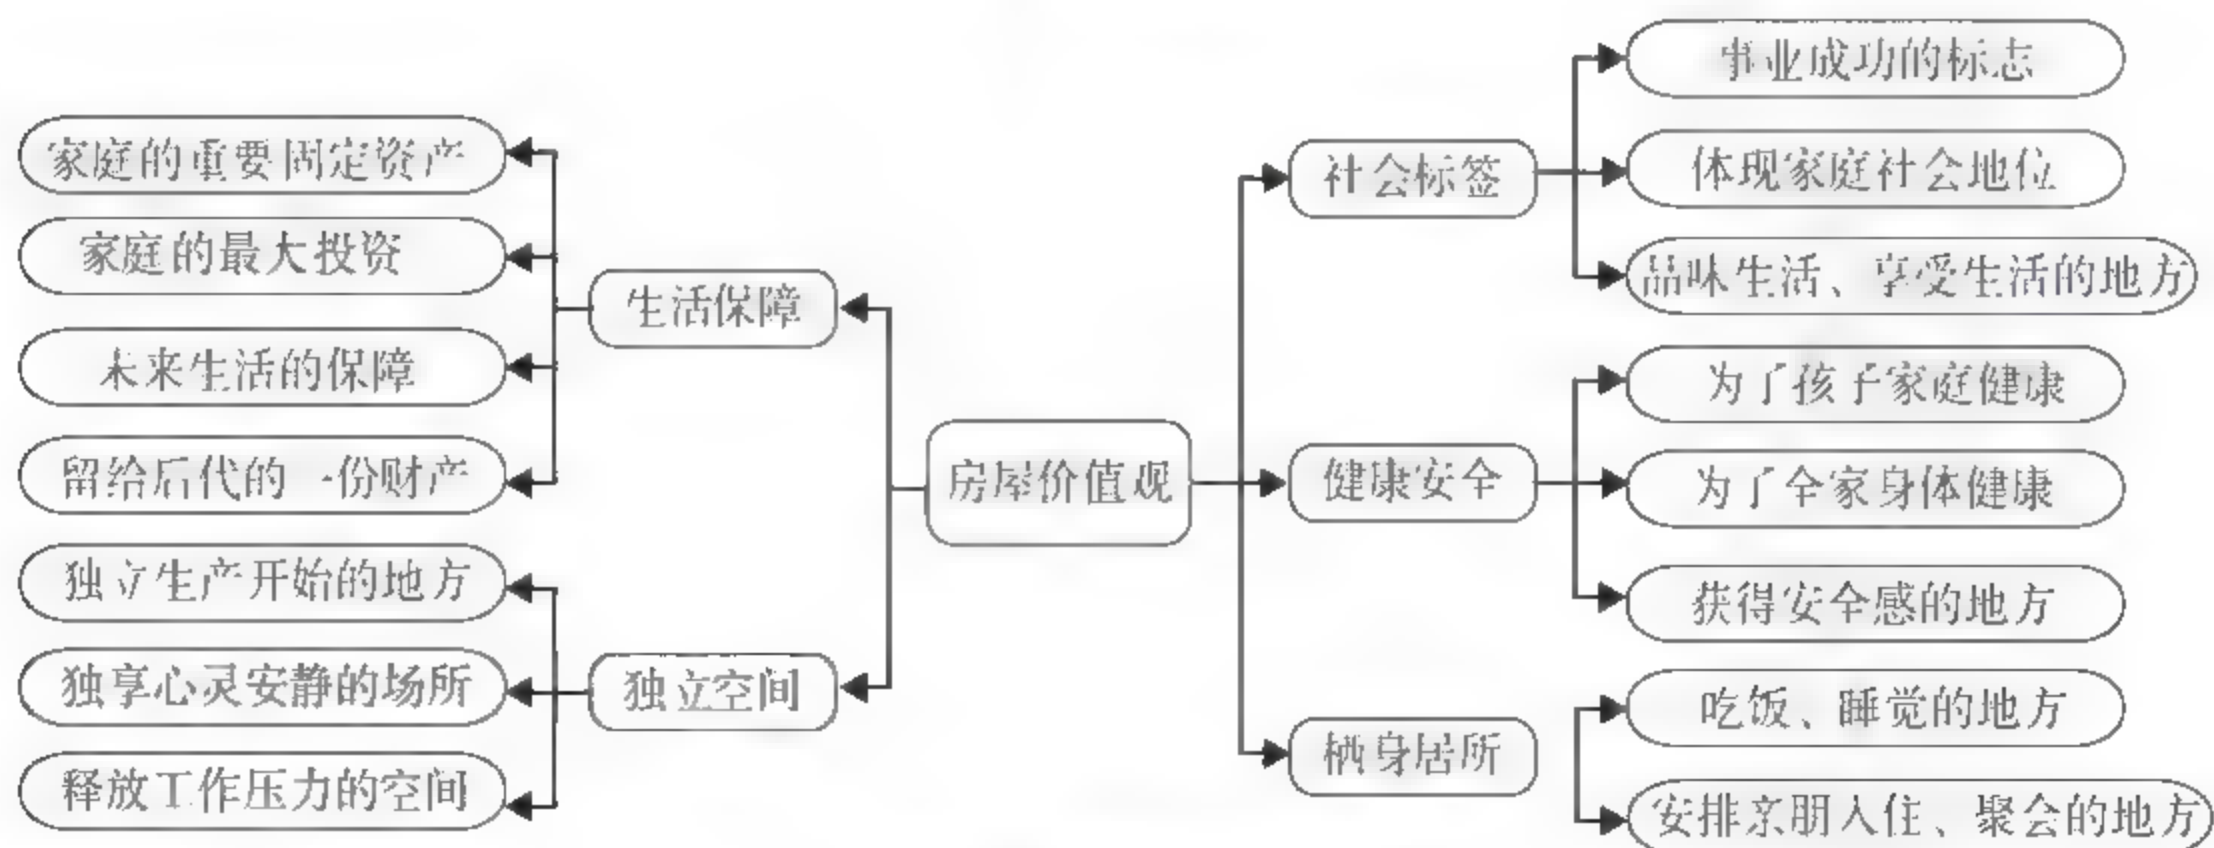 家庭的重要固定资产
家庭的最大投资
未来生活的保障
留给后代的一份财产
生活保障
独立生产开始的地方
独享心灵安静的场所
释放工作压力的空间
独立空间
房屋价值观
社会标签
事业成功的标志
体现家庭社会地位
品味生活、享受生活的地方
健康安全
为了孩子家庭健康
为了全家身体健康
获得安全感的地方
栖身居所
吃饭、睡觉的地方
安排亲朋入住、聚会的地方